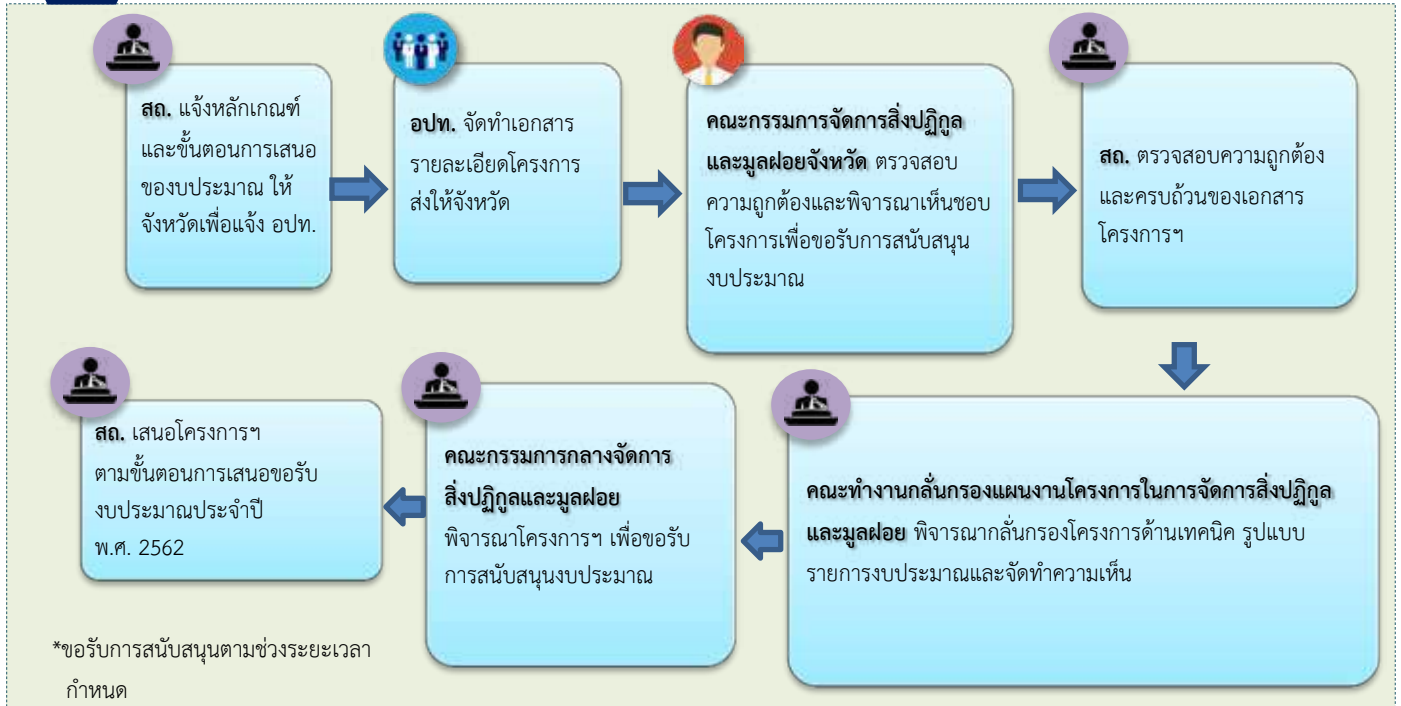 สถ. แจ้งหลักเกณฑ์
และขั้นตอนการเสนอ
ของบประมาณ ให้
จังหวัดเพื่อแจ้ง อปท.
อปท. จัดทำเอกสาร
รายละเอียดโครงการ
ส่งให้จังหวัด
คณะกรรมการจัดการสิ่งปฏิกูล
และมูลฝอยจังหวัด ตรวจสอบ
ความถูกต้องและพิจารณาเห็นชอบ
โครงการเพื่อขอรับการสนับสนุน
งบประมาณ
สถ. ตรวจสอบความถูกต้อง
และครบถ้วนของเอกสาร
โครงการฯ
คณะทำงานกลั่นกรองแผนงานโครงการในการจัดการสิ่งปฏิกูล
และมูลฝอย พิจารณากลั่นกรองโครงการด้านเทคนิค รูปแบบ
รายการงบประมาณและจัดทำความเห็น
คณะกรรมการกลางจัดการ
สิ่งปฏิกูลและมูลฝอย
พิจารณาโครงการฯ เพื่อขอรับ
การสนับสนุนงบประมาณ
สถ. เสนอโครงการฯ
ตามขั้นตอนการเสนอขอรับ
งบประมาณประจำปี
พ.ศ. 2562
*ขอรับการสนับสนุนตามช่วงระยะเวลา
กำหนด